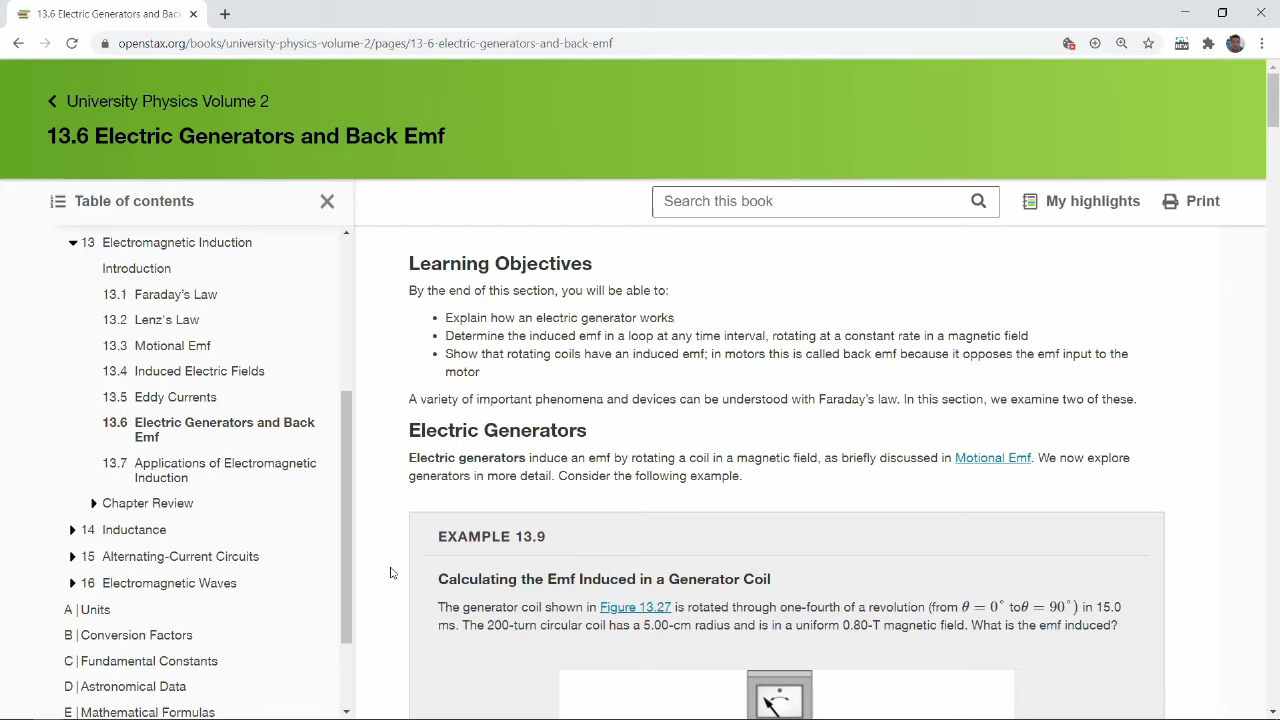 13.6 Electric Generators and Back
openstax.org/books/university-physics-volume-2/pages/13-6-electric-generators-and-back-emf
NEW
University Physics Volume 2
13.6 Electric Generators and Back Emf
Table of contents
Search this book
My highlights
Print
13 Electromagnetic Induction
Introduction
13.1 Faraday's Law
13.2 Lenz's Law
13.3 Motional Emf
13.4 Induced Electric Fields
13.5 Eddy Currents
13.6 Electric Generators and Back
Emf
13.7 Applications of Electromagnetic
Induction
Chapter Review
14 Inductance
15 Alternating-Current Circuits
16 Electromagnetic Waves
A | Units
B | Conversion Factors
C | Fundamental Constants
D | Astronomical Data
E | Mathematical Formulas
Learning Objectives
By the end of this section, you will be able to:
• Explain how an electric generator works
• Determine the induced emf in a loop at any time interval, rotating at a constant rate in a magnetic field
• Show that rotating coils have an induced emf; in motors this is called back emf because it opposes the emf input to the
motor
A variety of important phenomena and devices can be understood with Faraday's law. In this section, we examine two of these.
Electric Generators
Electric generators induce an emf by rotating a coil in a magnetic field, as briefly discussed in Motional Emf. We now explore
generators in more detail. Consider the following example.
EXAMPLE 13.9
Calculating the Emf Induced in a Generator Coil
The generator coil shown in Figure 13.27 is rotated through one-fourth of a revolution (from θ = 0° toθ = 90°) in 15.0
ms. The 200-turn circular coil has a 5.00-cm radius and is in a uniform 0.80-T magnetic field. What is the emf induced?